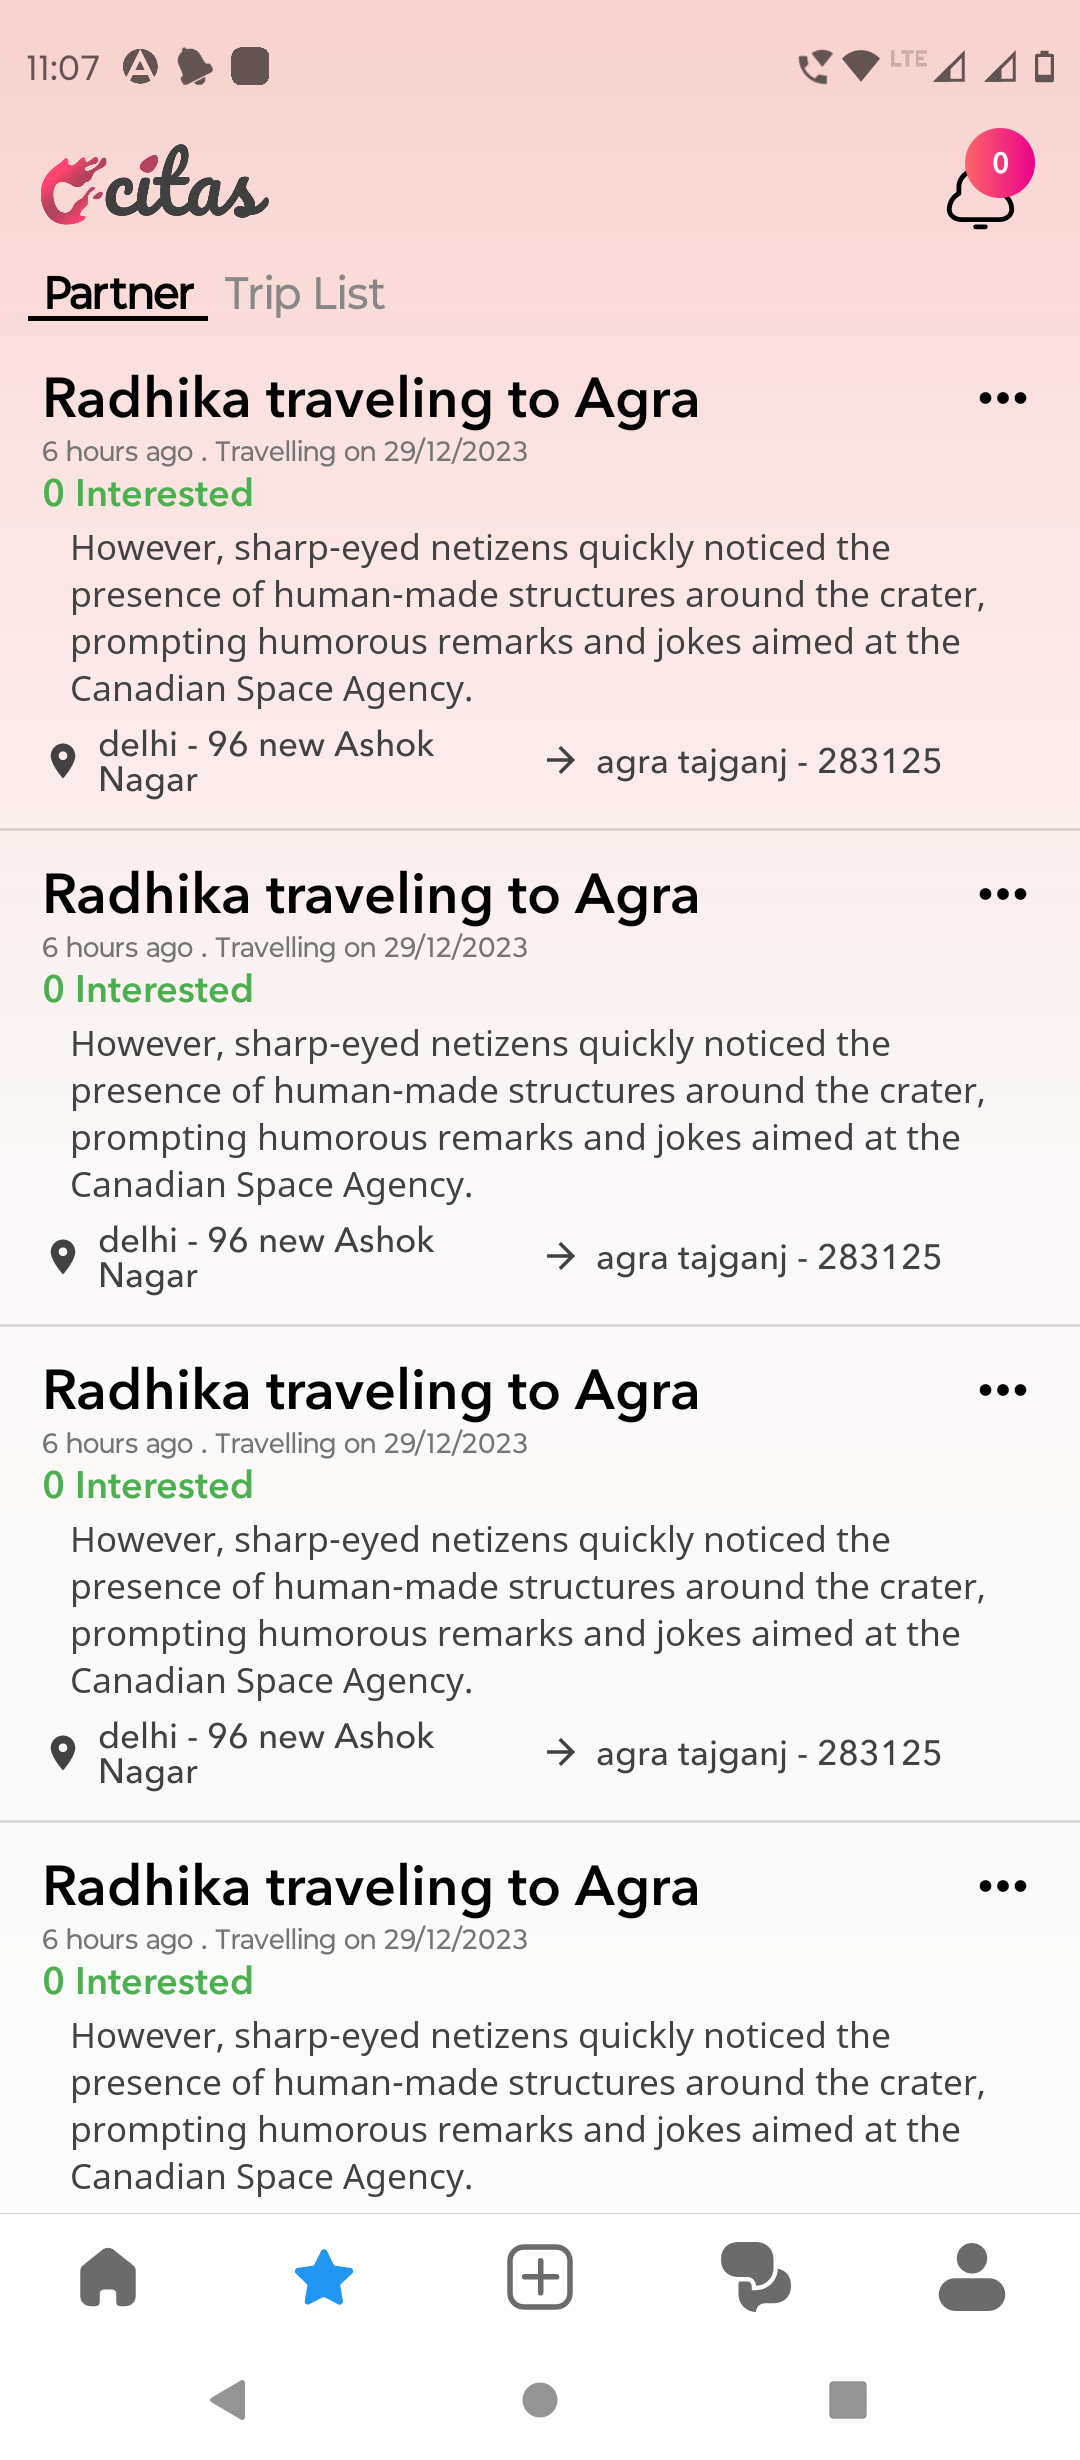 11:07
LTE
citas
0
Partner Trip List
Radhika traveling to Agra
6 hours ago . Travelling on 29/12/2023
0 Interested
However, sharp-eyed netizens quickly noticed the
presence of human-made structures around the crater,
prompting humorous remarks and jokes aimed at the
Canadian Space Agency.
delhi - 96 new Ashok
Nagar
agra tajganj - 283125
Radhika traveling to Agra
6 hours ago . Travelling on 29/12/2023
0 Interested
However, sharp-eyed netizens quickly noticed the
presence of human-made structures around the crater,
prompting humorous remarks and jokes aimed at the
Canadian Space Agency.
delhi - 96 new Ashok
Nagar
agra tajganj - 283125
Radhika traveling to Agra
6 hours ago . Travelling on 29/12/2023
0 Interested
However, sharp-eyed netizens quickly noticed the
presence of human-made structures around the crater,
prompting humorous remarks and jokes aimed at the
Canadian Space Agency.
delhi - 96 new Ashok
Nagar
agra tajganj - 283125
Radhika traveling to Agra
6 hours ago . Travelling on 29/12/2023
0 Interested
However, sharp-eyed netizens quickly noticed the
presence of human-made structures around the crater,
prompting humorous remarks and jokes aimed at the
Canadian Space Agency.